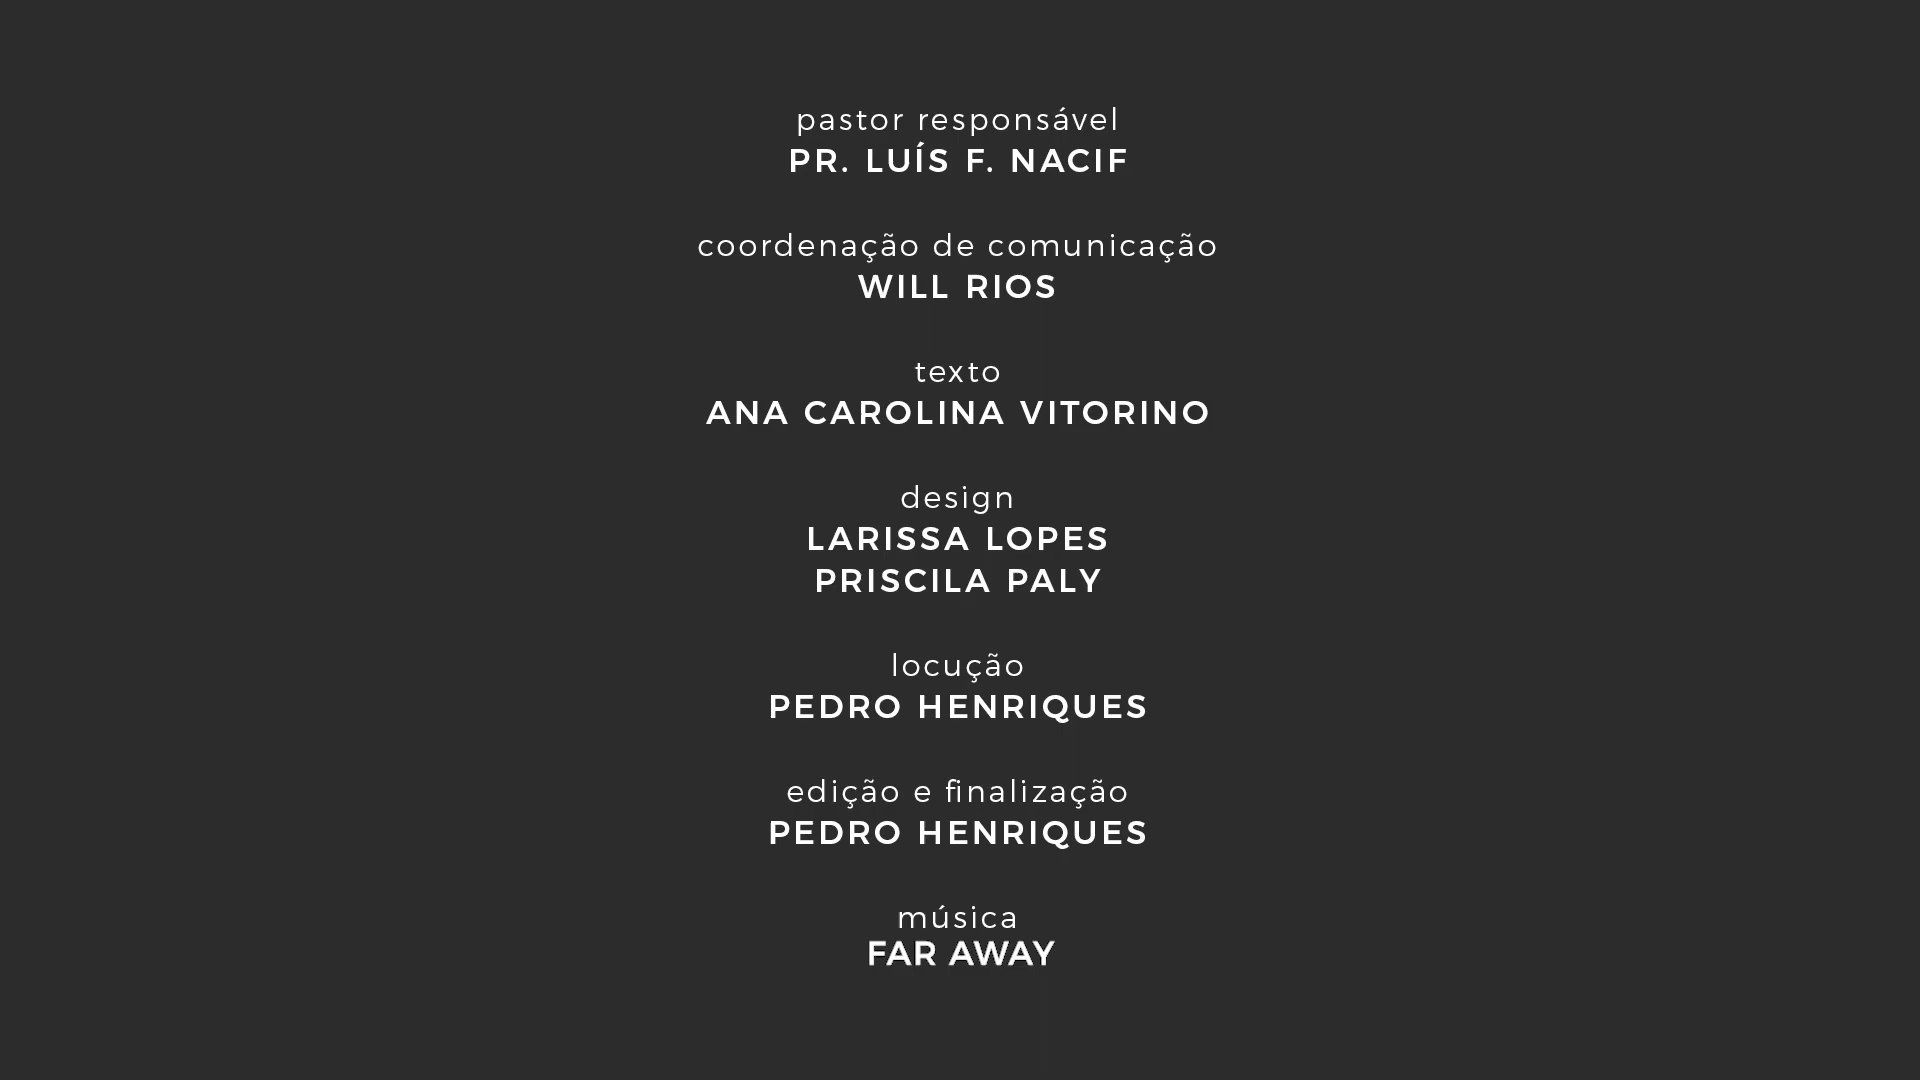 pastor responsável
PR. LUÍS F. NACIF
coordenação de comunicação
WILL RIOS
texto
ANA CAROLINA VITORINO
design
LARISSA LOPES
PRISCILA PALY
locução
PEDRO HENRIQUES
edição e finalização
PEDRO HENRIQUES
música
FAR AWAY